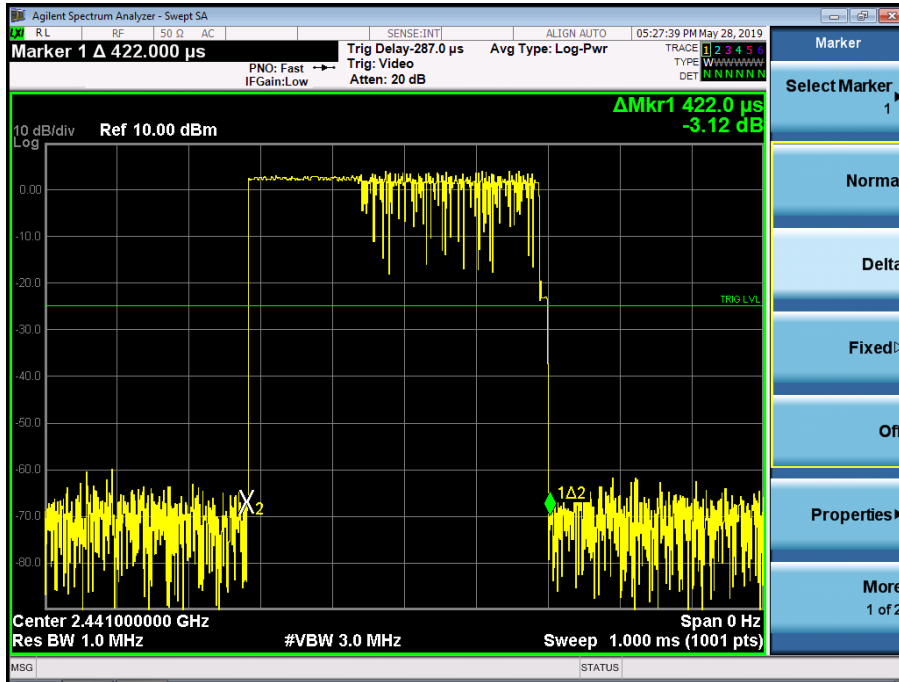 Agilent Spectrum Analyzer - Swept SA
LXI RL RF 50 Ω AC SENSE:INT ALIGN AUTO 05:27:39 PM May 28, 2019
Marker 1 Δ 422.000 µs
PNO: Fast
IFGain:Low
Trig Delay-287.0 µs
Trig: Video
Atten: 20 dB
Avg Type: Log-Pwr
TRACE 1 2 3 4 5 6
TYPE WWWWWW
DET N N N N N N
ΔMkr1 422.0 µs
-3.12 dB
10 dB/div Ref 10.00 dBm
Log
0.00
-10.0
-20.0
TRIG LVL
-30.0
-40.0
-50.0
-60.0
-70.0
-80.0
X2
1Δ2
Center 2.441000000 GHz Span 0 Hz
Res BW 1.0 MHz #VBW 3.0 MHz Sweep 1.000 ms (1001 pts)
MSG STATUS
Marker
Select Marker
1
Norma
Delta
Fixed
Off
Properties
More
1 of 2